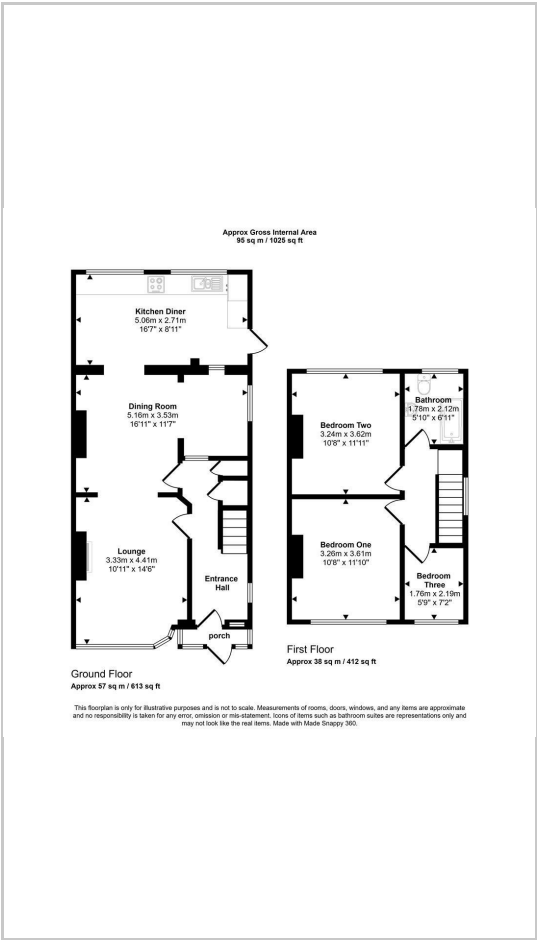 Approx Gross Internal Area
95 sq m / 1025 sq ft
Kitchen Diner
5.06m x 2.71m
16'7" x 8'11"
Dining Room
5.16m x 3.53m
16'11" x 11'7"
Lounge
3.33m x 4.41m
10'11" x 14'6"
Entrance
Hall
porch
Ground Floor
Approx 57 sq m / 613 sq ft
Bathroom
1.78m x 2.12m
5'10" x 6'11"
Bedroom Two
3.24m x 3.62m
10'8" x 11'11"
Bedroom One
3.26m x 3.61m
10'8" x 11'10"
Bedroom
Three
1.76m x 2.19m
5'9" x 7'2"
First Floor
Approx 38 sq m / 412 sq ft
This floorplan is only for illustrative purposes and is not to scale. Measurements of rooms, doors, windows, and any items are approximate
and no responsibility is taken for any error, omission or mis-statement. Icons of items such as bathroom suites are representations only and
may not look like the real items. Made with Made Snappy 360.